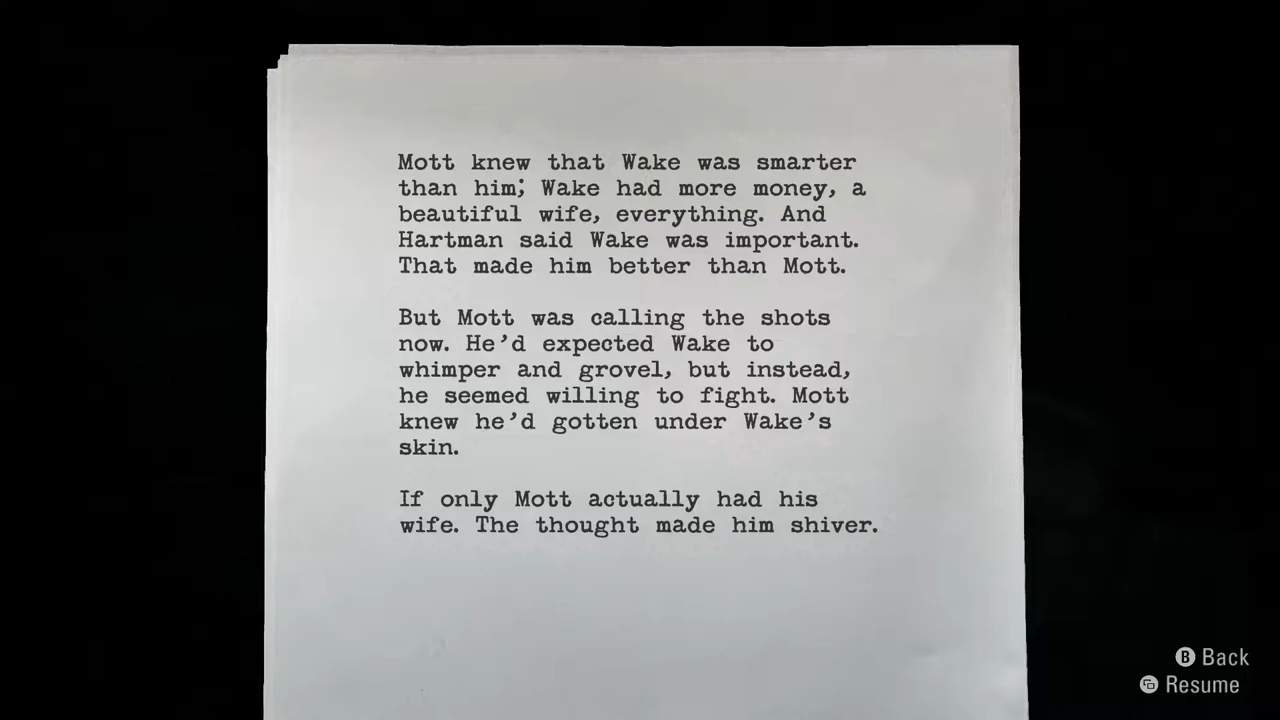 Mott knew that Wake was smarter
than him; Wake had more money, a
beautiful wife, everything. And
Hartman said Wake was important.
That made him better than Mott.
But Mott was calling the shots
now. He’d expected Wake to
whimper and grovel, but instead,
he seemed willing to fight. Mott
knew he’d gotten under Wake’s
skin.
If only Mott actually had his
wife. The thought made him shiver.
B Back
Resume